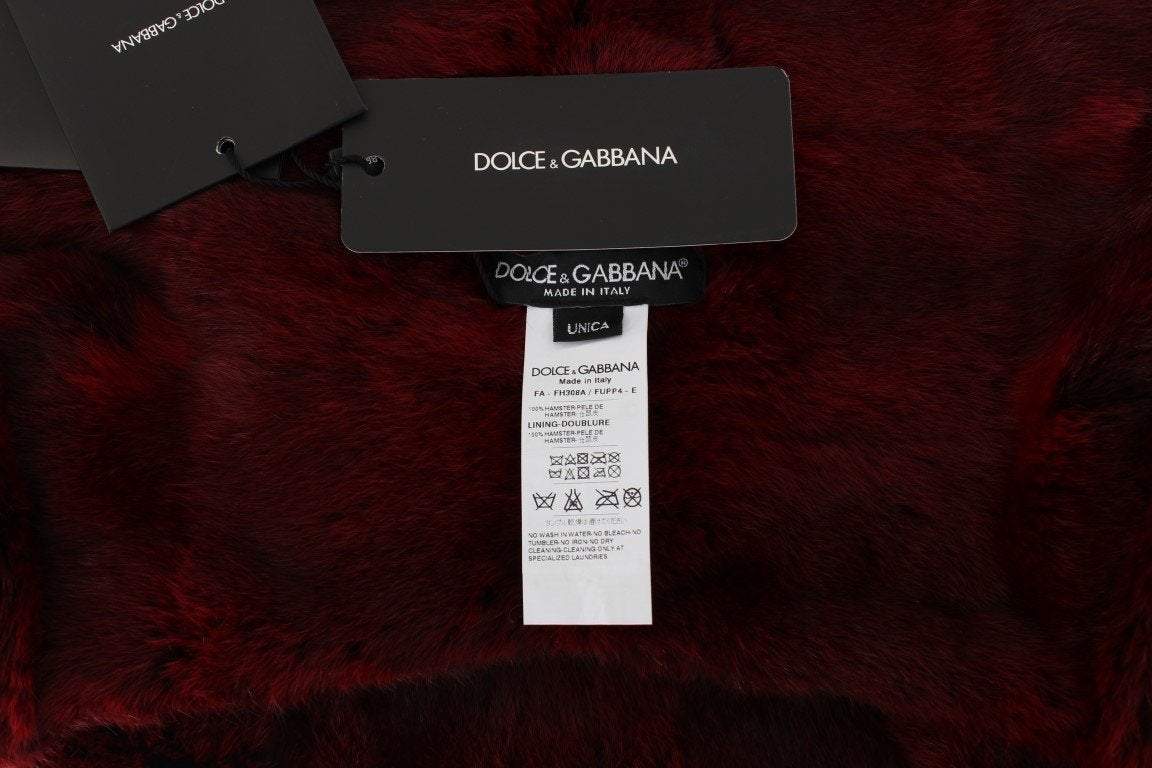 DOLCE & GABBANA
DOLCE & GABBANA
DOLCE & GABBANA®
MADE IN ITALY
UNICA
DOLCE & GABBANA
Made in Italy
FA - FH308A / FUPP4 - E
100% HAMSTER-PELE DE
HAMSTER-
LINING-DOUBLURE
100% HAMSTER-PELE DE
HAMSTER-
NO WASH IN WATER-NO BLEACH-NO
TUMBLER-NO IRON-NO DRY
CLEANING-CLEANING-ONLY AT
SPECIALIZED LAUNDRIES